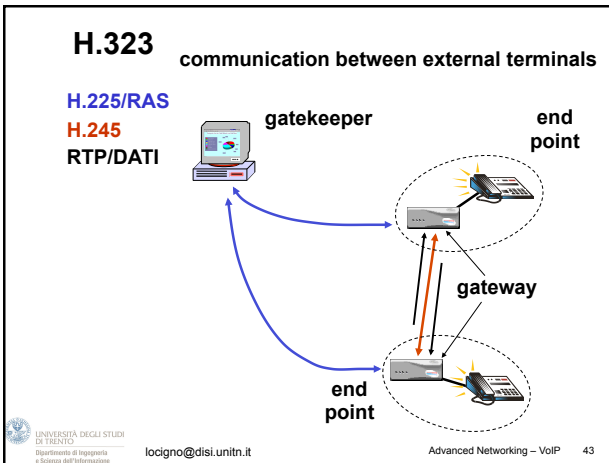 H.323 communication between external terminals
H.225/RAS
H.245
RTP/DATI
gatekeeper
end
point
gateway
end
point
UNIVERSITÀ DEGLI STUDI
DI TRENTO
Dipartimento di Ingegneria
e Scienza dell'Informazione
locigno@disi.unitn.it
Advanced Networking – VoIP 43